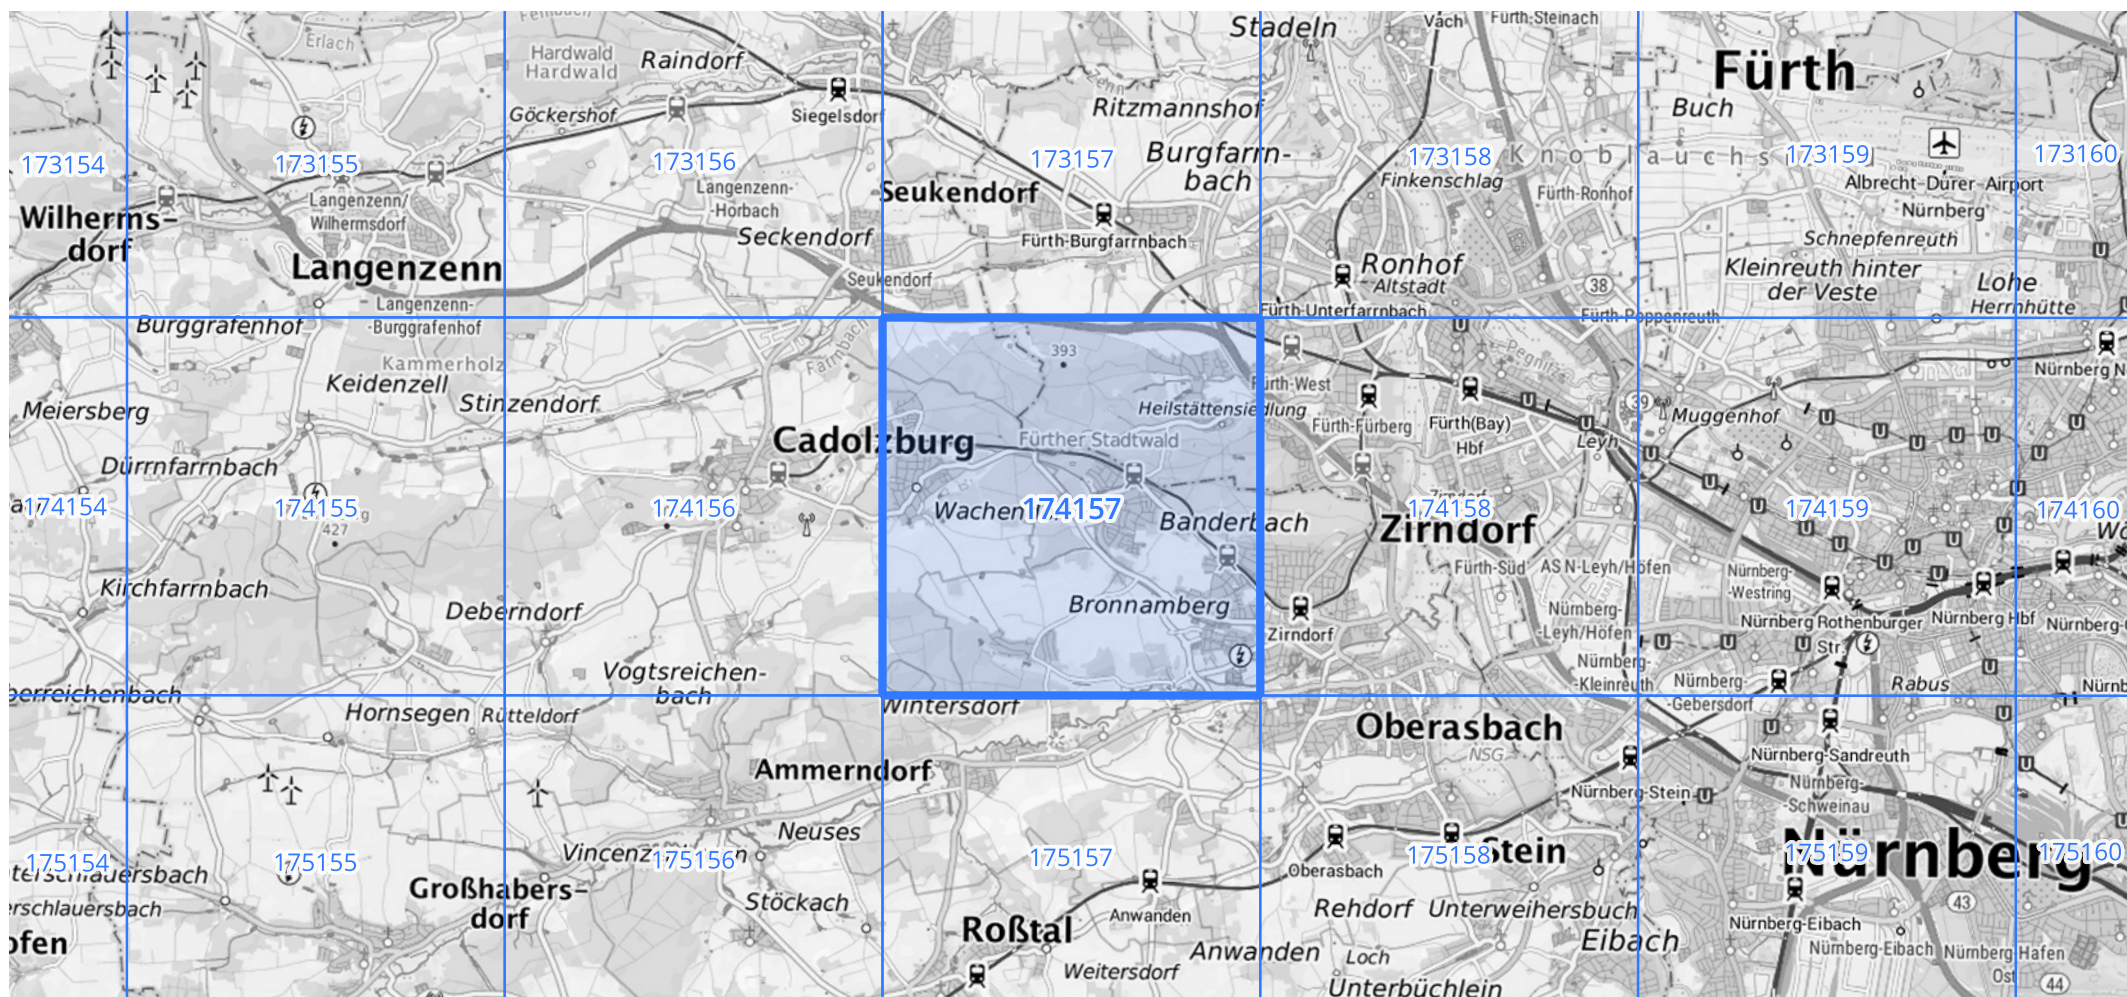 Erlach
Hardwald
Hardwald
Raindorf
Siegelsdorf
Göckershof
Stadeln
Vach
Fürth-Steinach
Fürth
Buch
Zenn
Ritzmannshof
Burgfarrn-
bach
173154
173155
173156
173157
173158
173159
173160
Knoblauchs
Finkenschlag
Fürth-Ronhof
Albrecht-Dürer-Airport
Nürnberg
Wilherms-
dorf
Langenzenn/
Wilhermsdorf
Langenzenn
Langenzenn-
-Horbach
Seckendorf
Seukendorf
Seukendorf
Fürth-Burgfarrnbach
Ronhof
Altstadt
38
Schnepfenreuth
Kleinreuth hinter
der Veste
Lohe
Herrnhütte
U
Langenzenn-
-Burggrafenhof
Fürth-Unterfarrnbach
Fürth-Poppenreuth
Burggrafenhof
Kammerholz
Keidenzell
Meiersberg
Stinzendorf
Farrnbach
393
Heilstättensiedlung
Fürther Stadtwald
Cadolzburg
Fürth-West
Fürth-Fürberg
Fürth(Bay)
Hbf
Pegnitz
39
Leyh
Muggenhof
Dürrnfarrnbach
174154
174155
174156
174157
174158
174159
174160
427
Banderbach
Zirndorf
Kirchfarrnbach
Deberndorf
Bronnamberg
Zirndorf
Fürth-Süd
AS N-Leyh/Höfen
Nürnberg-
-Leyh/Höfen
Nürnberg-
-Westring
Nürnberg Rothenburger
Str.
Nürnberg Hbf
Vogtsreichen-
bach
Nürnberg-
-Kleinreuth
Nürnberg-
-Gebersdorf
Rabus
berreichenbach
Hornsegen
Rütteldorf
Wintersdorf
Oberasbach
NSG
Nürnberg-Sandreuth
Nürnberg-
-Schweinau
Ammerndorf
Nürnberg-Stein
Neuses
175154
175155
175156
175157
175158
175159
175160
Stein
Nürnberg
Oberasbach
Großhabers-
dorf
Stöckach
Roßtal
Anwanden
Anwanden
Weitersdorf
Rehdorf
Unterweihersbuch
Eibach
Loch
Unterbüchlein
Nürnberg-Eibach
Nürnberg-Eibach
43
Nürnberg Hafen
Ost
44